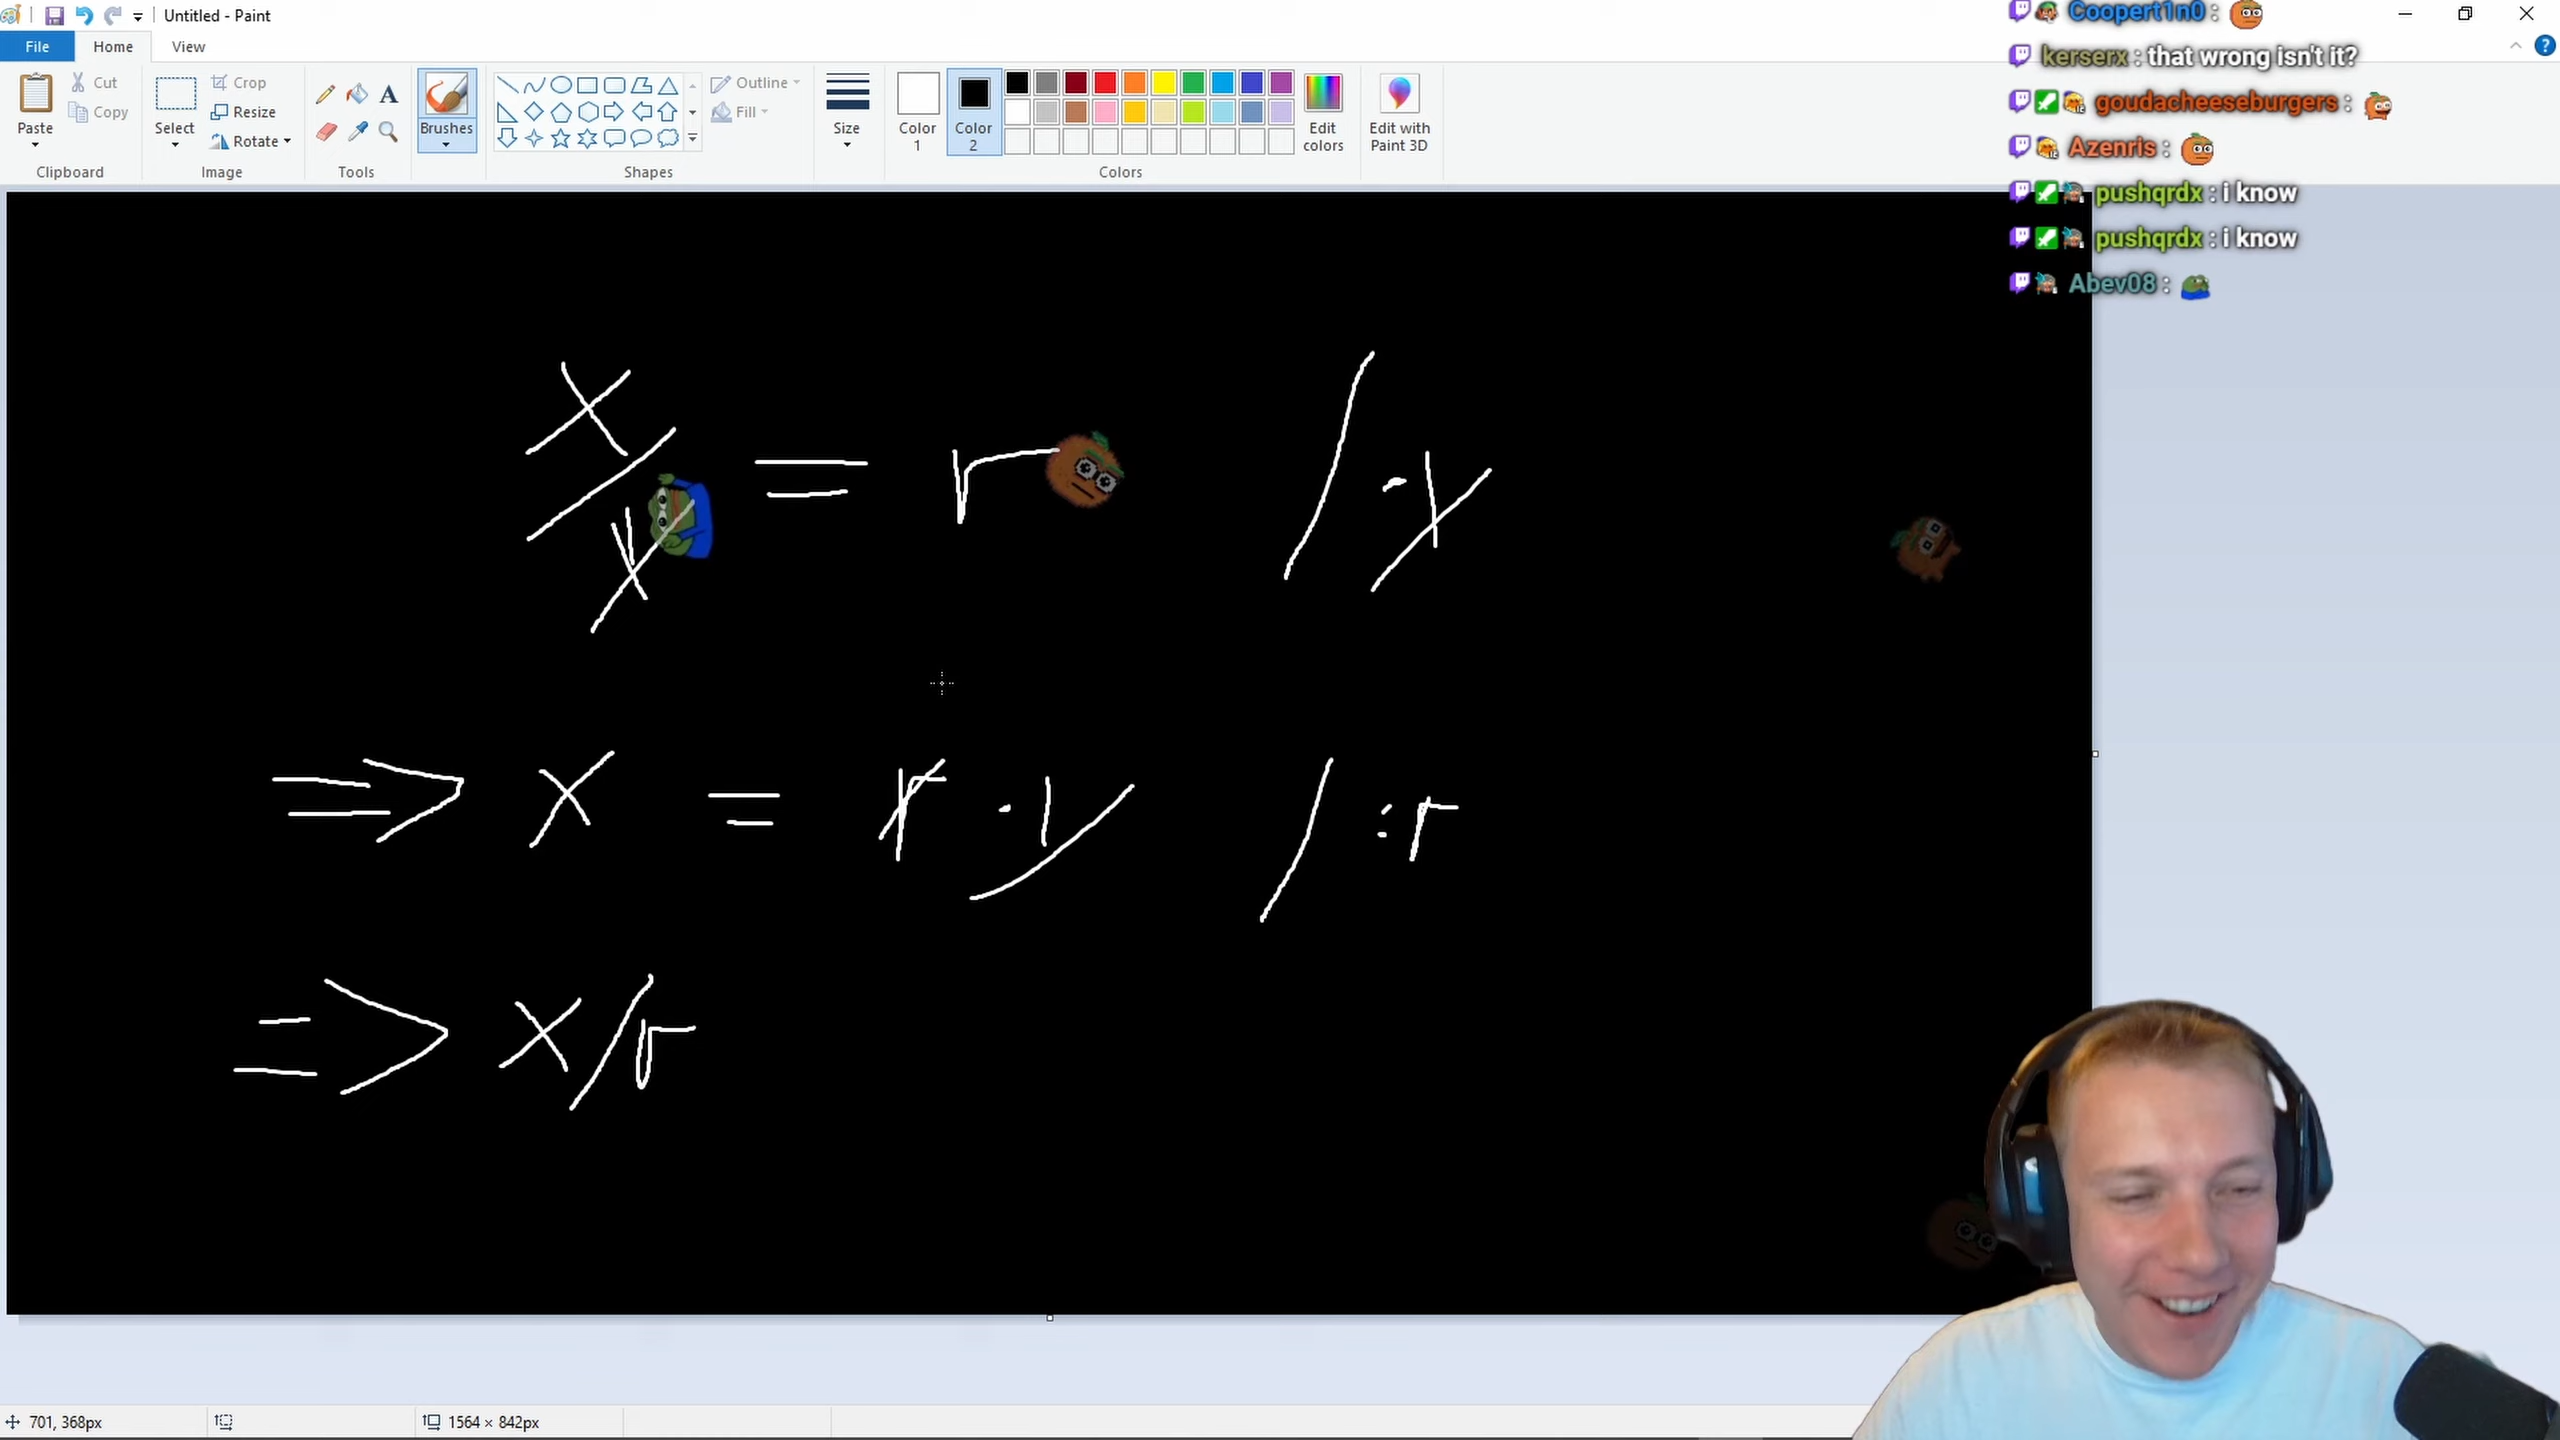 Untitled - Paint
File Home View
Paste
Cut
Copy
Clipboard
Select
Crop
Resize
Rotate
Image
Tools
Brushes
Outline
Fill
Shapes
Size
Color 1
Color 2
Edit colors
Colors
Edit with Paint 3D
Coopert1n0 :
kerserx : that wrong isn't it?
goudacheeseburgers :
Azenris :
pushqrdx : i know
pushqrdx : i know
Abev08 :
x/y = r / · y
=> x = r · y / : r
=> x/r
701, 368px
1564 × 842px